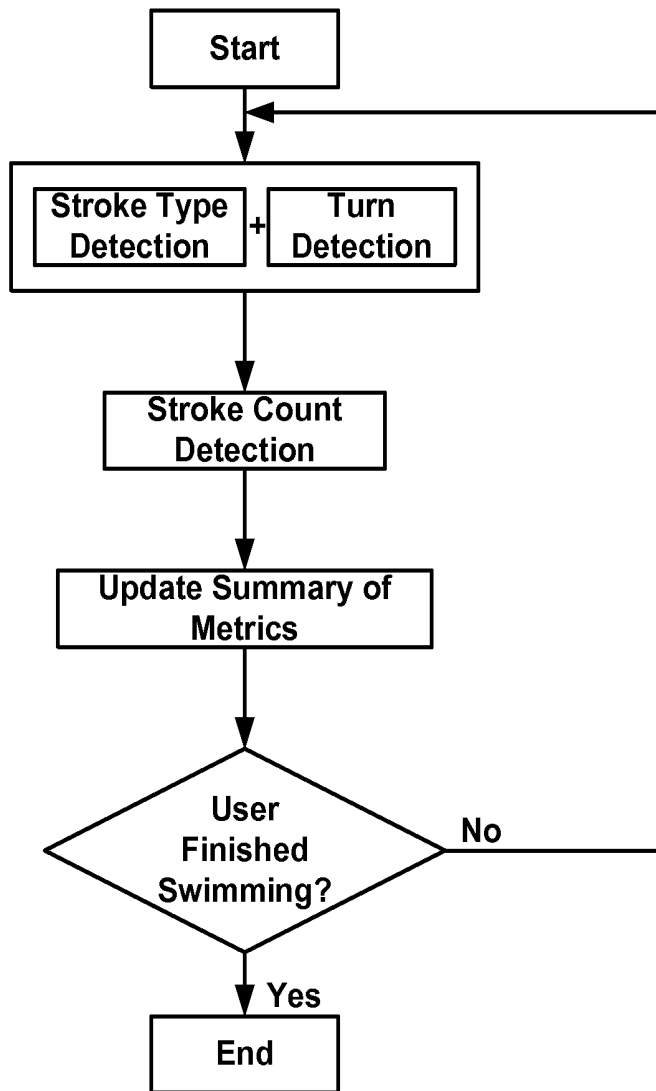 Start
Stroke Type
Detection
+
Turn
Detection
Stroke Count
Detection
Update Summary of
Metrics
User
Finished
Swimming?
No
Yes
End